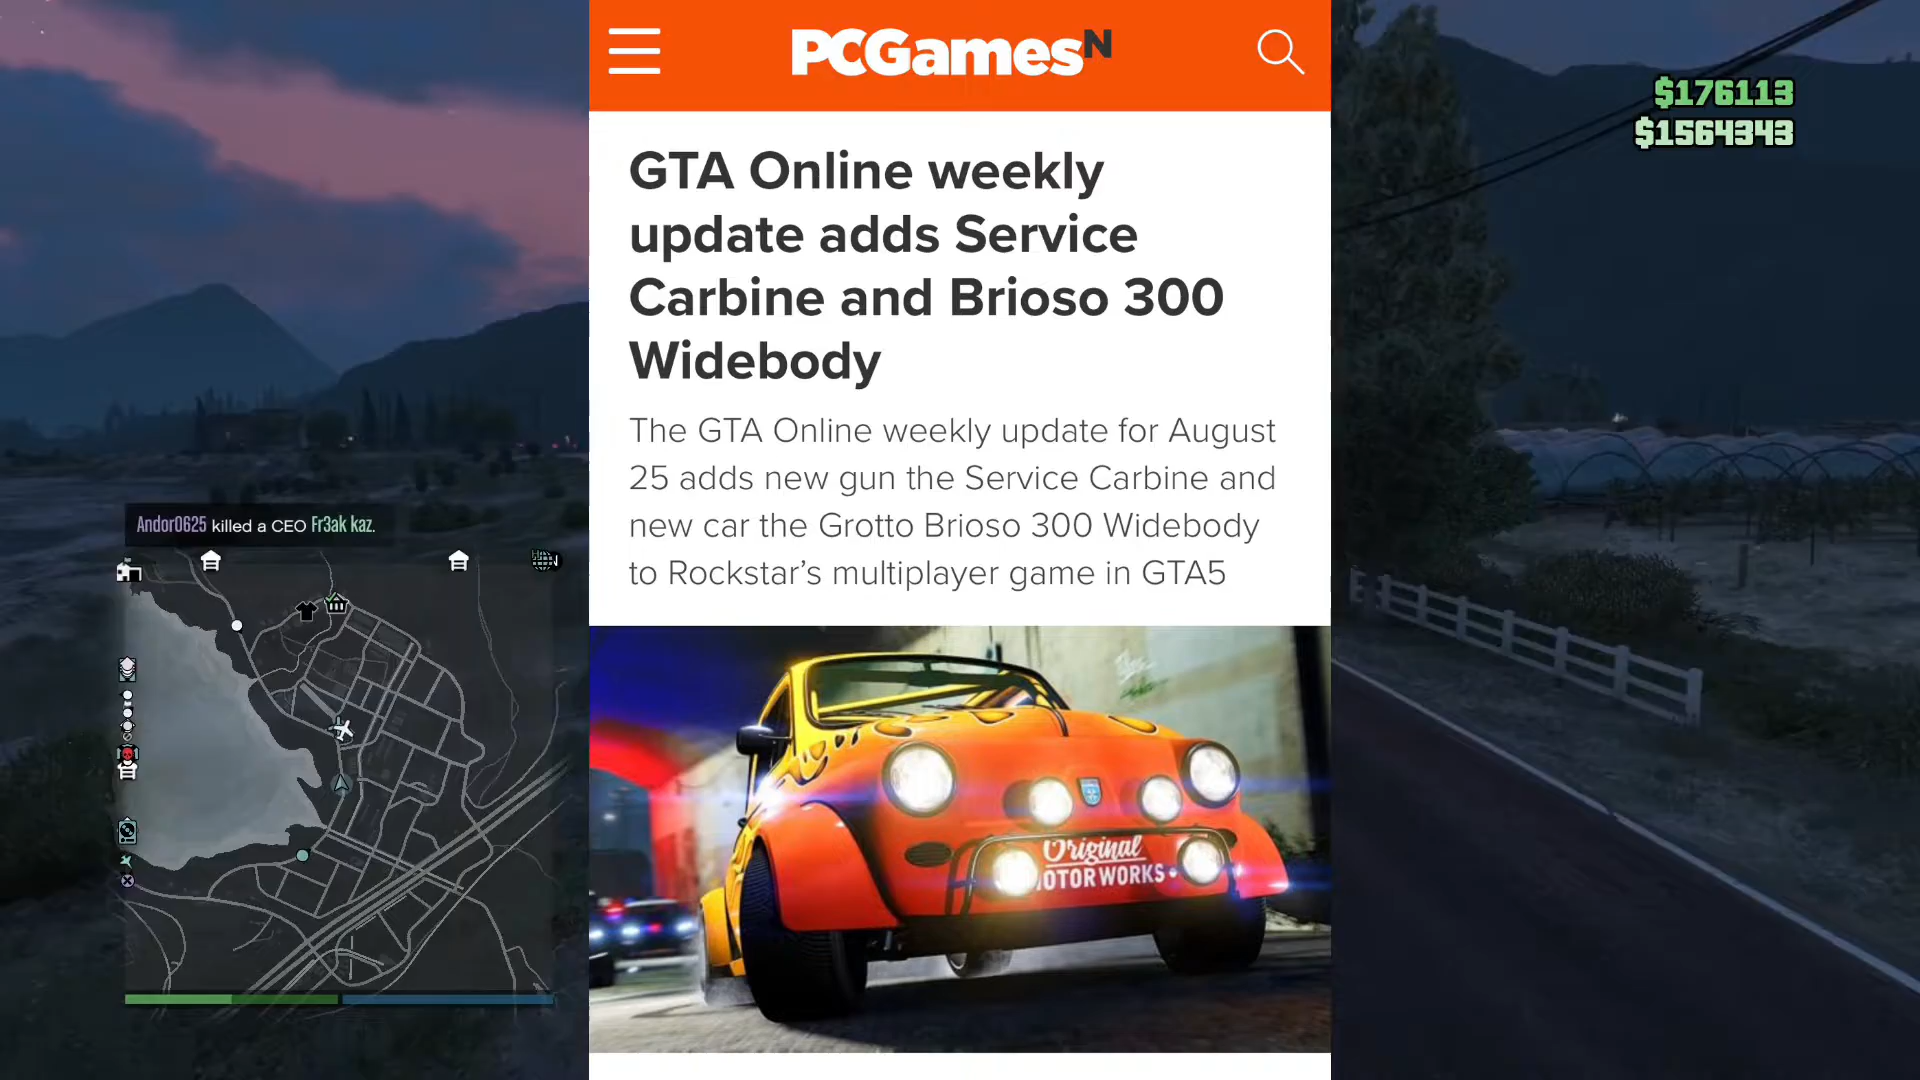 PCGamesN
$176113
$1564343
GTA Online weekly
update adds Service
Carbine and Brioso 300
Widebody
The GTA Online weekly update for August
25 adds new gun the Service Carbine and
new car the Grotto Brioso 300 Widebody
to Rockstar’s multiplayer game in GTA5
Andor0625 killed a CEO Fr3ak kaz.
Original
MOTORWORKS